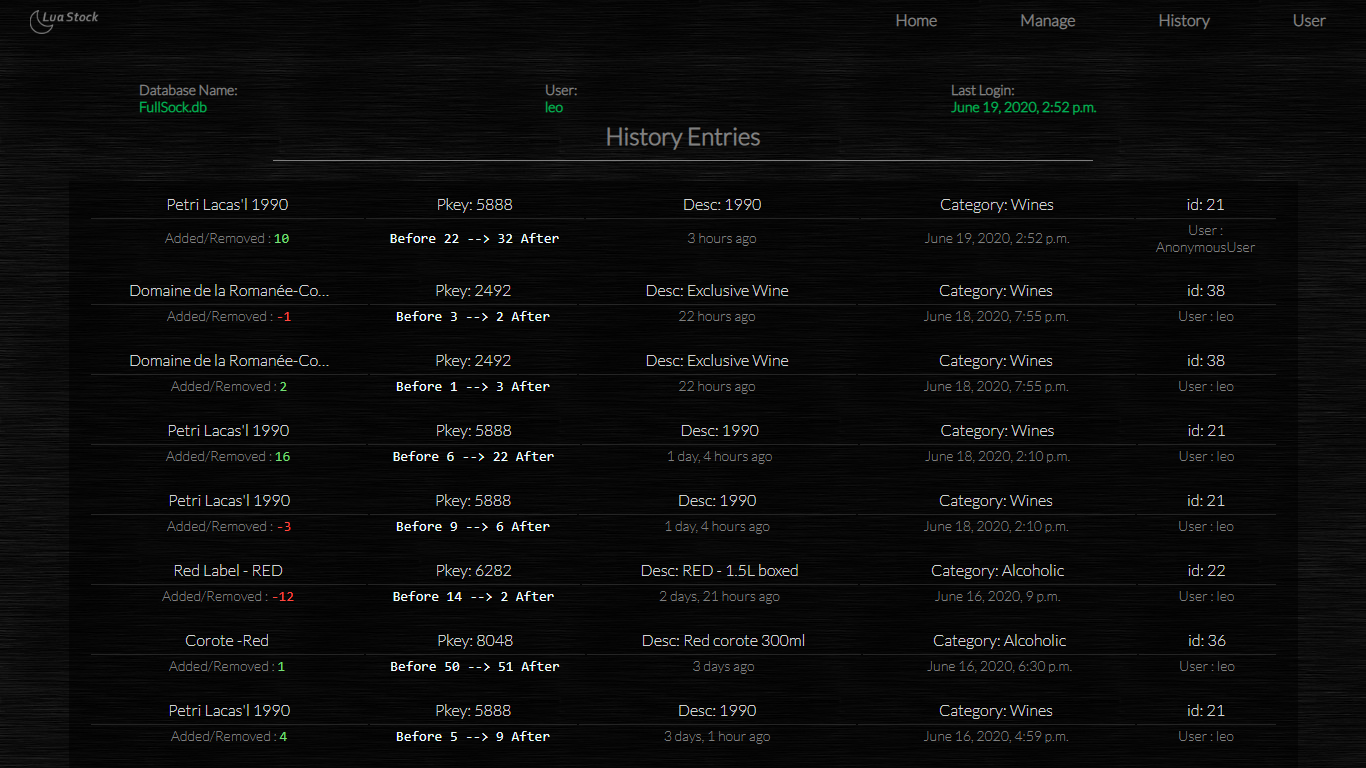 Lua Stock
Home Manage History User
Database Name: User: Last Login:
FullSock.db leo June 19, 2020, 2:52 p.m.
History Entries
Petri Lacas'l 1990 Pkey: 5888 Desc: 1990 Category: Wines id: 21
Added/Removed : 10 Before 22 --> 32 After 3 hours ago June 19, 2020, 2:52 p.m. User : AnonymousUser
Domaine de la Romanée-Co... Pkey: 2492 Desc: Exclusive Wine Category: Wines id: 38
Added/Removed : -1 Before 3 --> 2 After 22 hours ago June 18, 2020, 7:55 p.m. User : leo
Domaine de la Romanée-Co... Pkey: 2492 Desc: Exclusive Wine Category: Wines id: 38
Added/Removed : 2 Before 1 --> 3 After 22 hours ago June 18, 2020, 7:55 p.m. User : leo
Petri Lacas'l 1990 Pkey: 5888 Desc: 1990 Category: Wines id: 21
Added/Removed : 16 Before 6 --> 22 After 1 day, 4 hours ago June 18, 2020, 2:10 p.m. User : leo
Petri Lacas'l 1990 Pkey: 5888 Desc: 1990 Category: Wines id: 21
Added/Removed : -3 Before 9 --> 6 After 1 day, 4 hours ago June 18, 2020, 2:10 p.m. User : leo
Red Label - RED Pkey: 6282 Desc: RED - 1.5L boxed Category: Alcoholic id: 22
Added/Removed : -12 Before 14 --> 2 After 2 days, 21 hours ago June 16, 2020, 9 p.m. User : leo
Corote -Red Pkey: 8048 Desc: Red corote 300ml Category: Alcoholic id: 36
Added/Removed : 1 Before 50 --> 51 After 3 days ago June 16, 2020, 6:30 p.m. User : leo
Petri Lacas'l 1990 Pkey: 5888 Desc: 1990 Category: Wines id: 21
Added/Removed : 4 Before 5 --> 9 After 3 days, 1 hour ago June 16, 2020, 4:59 p.m. User : leo